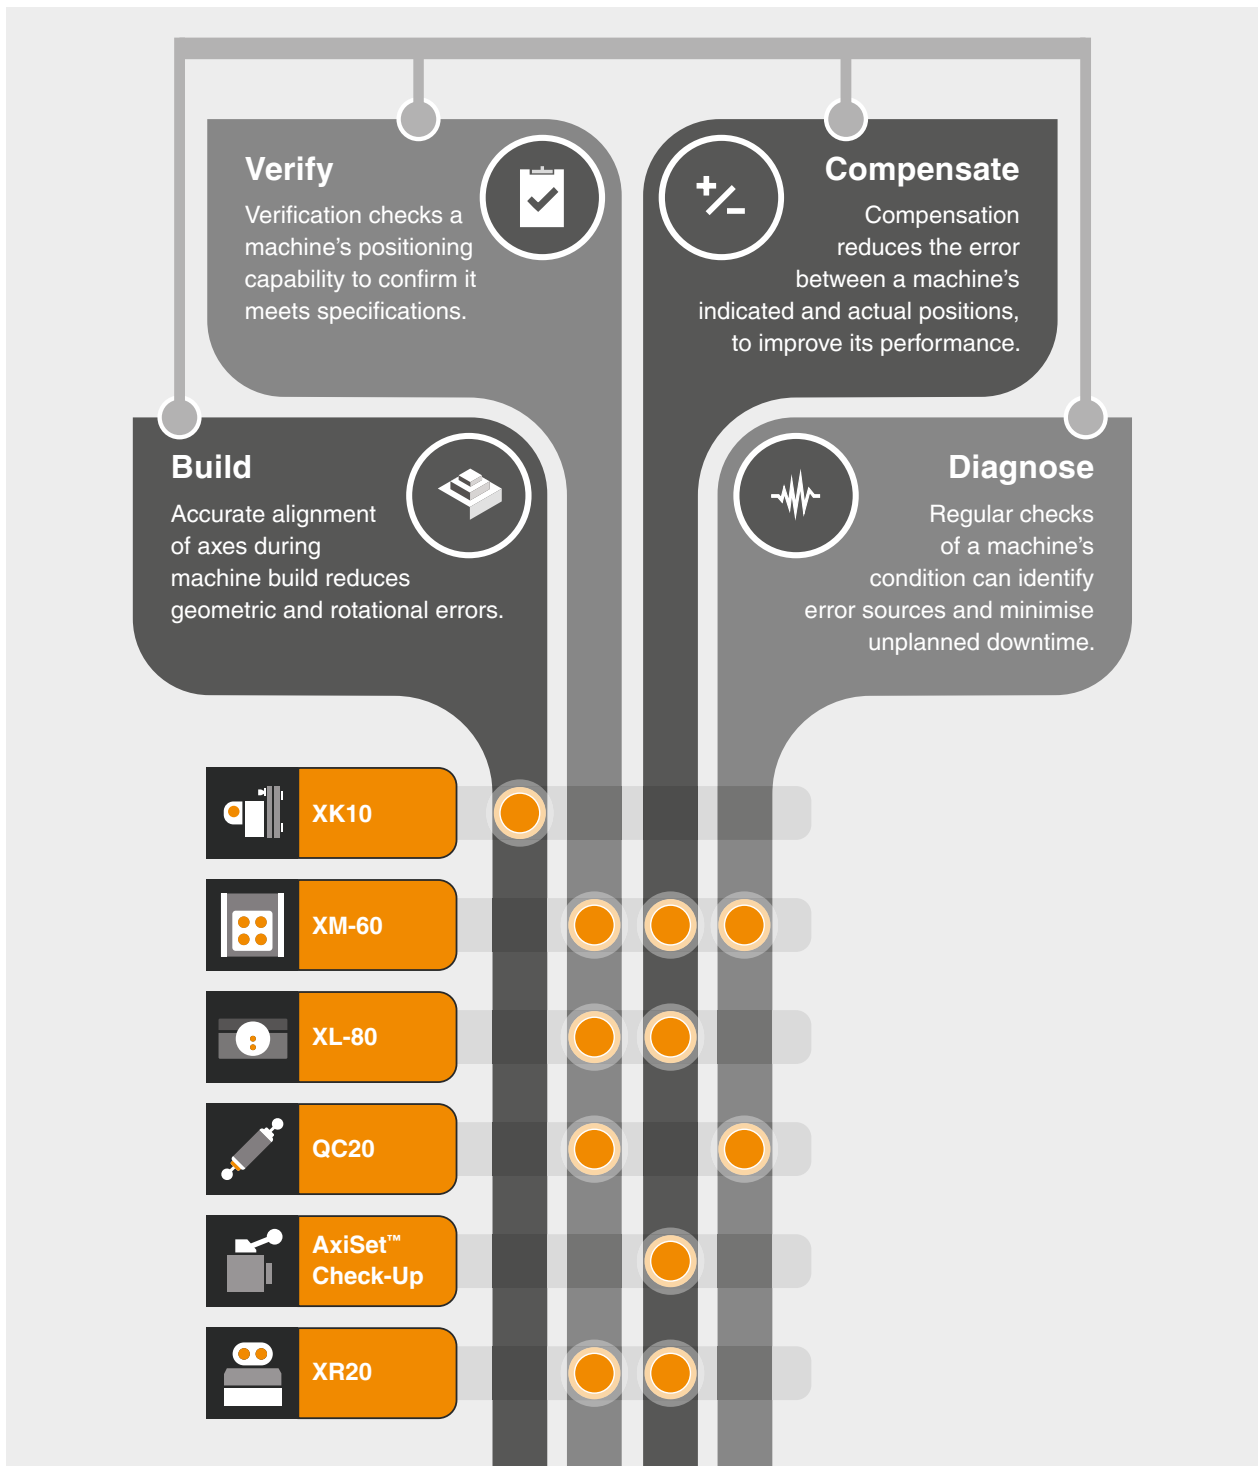 Verify
Verification checks a
machine’s positioning
capability to confirm it
meets specifications.
Compensate
Compensation
reduces the error
between a machine’s
indicated and actual positions,
to improve its performance.
Build
Accurate alignment
of axes during
machine build reduces
geometric and rotational errors.
Diagnose
Regular checks
of a machine’s
condition can identify
error sources and minimise
unplanned downtime.
XK10
XM-60
XL-80
QC20
AxiSet™
Check-Up
XR20